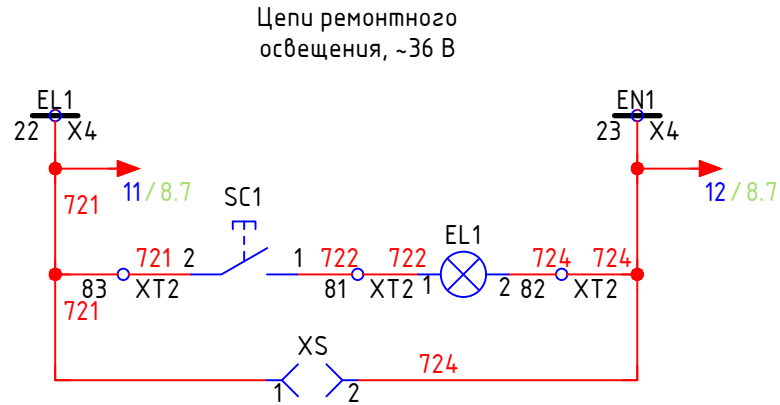 Цепи ремонтного
освещения, ~36 В
EL1
EN1
22 X4
23 X4
11 / 8.7
12 / 8.7
721
SC1
EL1
721 2 1 722 722 724 724
83 XT2 81 XT2 1 2 82 XT2
721
XS
724
1 2